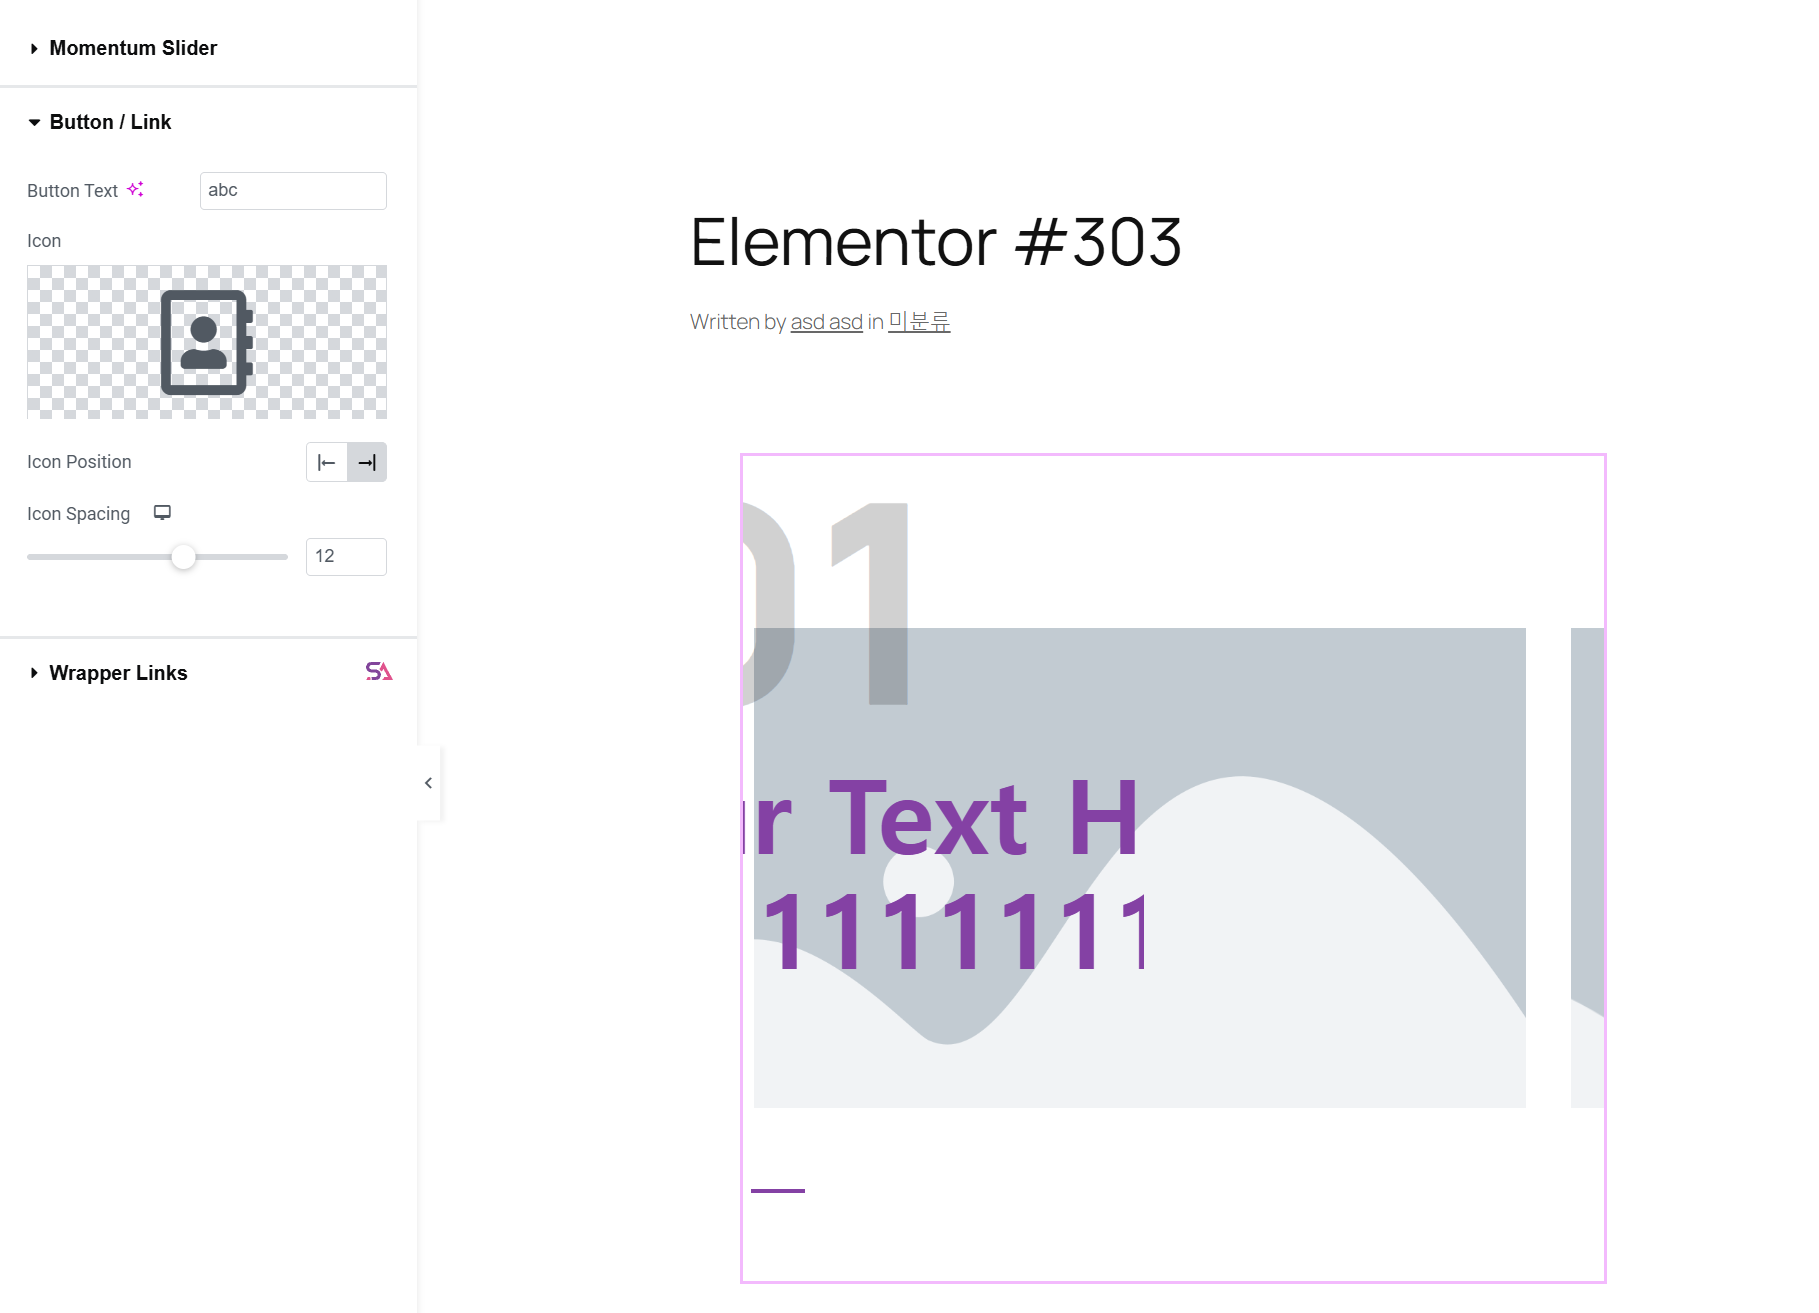 Momentum Slider
Button / Link
Button Text
abc
Icon
Icon Position
Icon Spacing
12
Wrapper Links
SA
Elementor #303
Written by asd asd in 미분류
01
r Text H
1111111